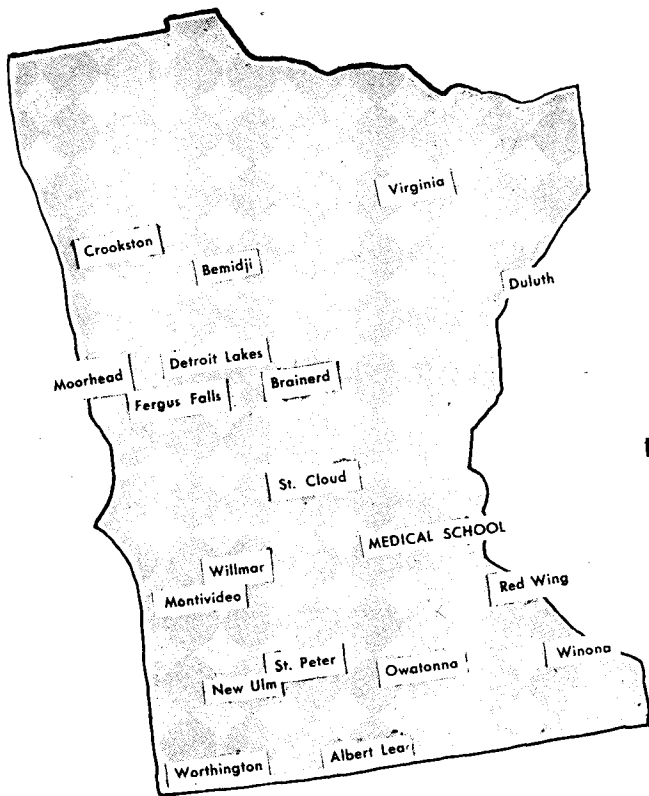 Virginia
Crookston
Bemidji
Duluth
Moorhead
Detroit Lakes
Fergus Falls
Brainerd
St. Cloud
MEDICAL SCHOOL
Willmar
Montivideo
Red Wing
St. Peter
New Ulm
Owatonna
Winona
Worthington
Albert Lea